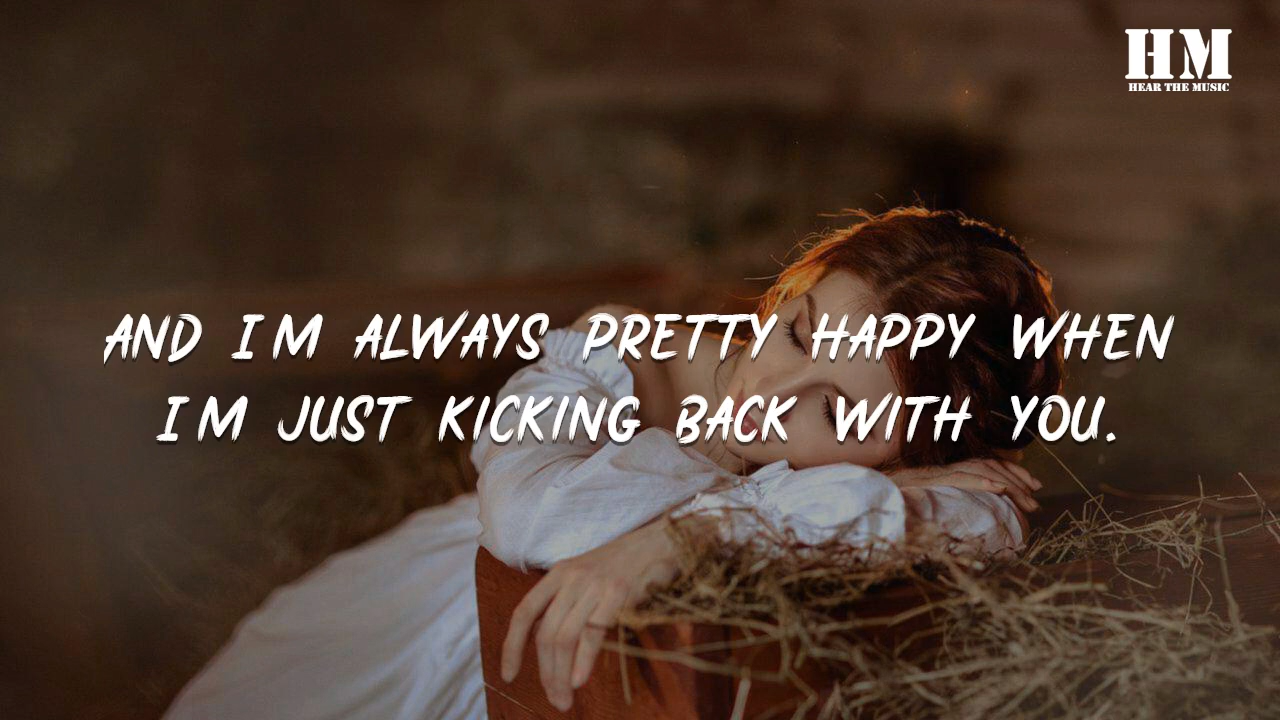 HM
HEAR THE MUSIC
AND I M ALWAYS PRETTY HAPPY WHEN
I M JUST KICKING BACK WITH YOU.